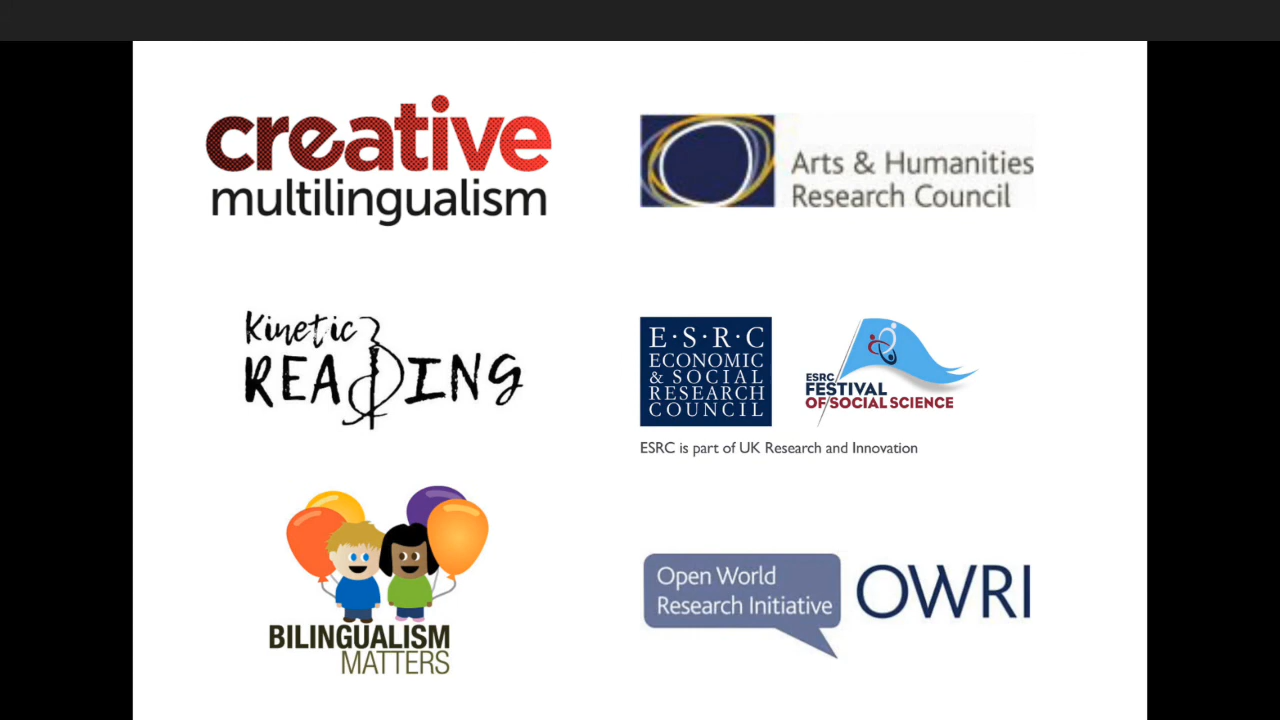 creative
multilingualism
Arts & Humanities
Research Council
Kinetic
READING
E·S·R·C
ECONOMIC
& SOCIAL
RESEARCH
COUNCIL
ESRC
FESTIVAL
OF SOCIAL SCIENCE
ESRC is part of UK Research and Innovation
BILINGUALISM
MATTERS
Open World
Research Initiative
OWRI